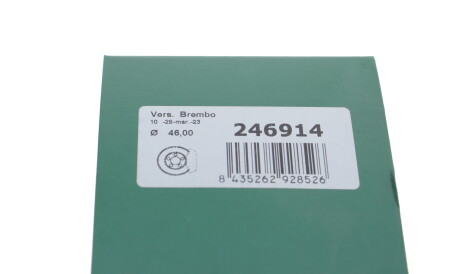 Vers. Brembo
10 -29-mar.-23
Ø 46,00
246914
8 435262 928526